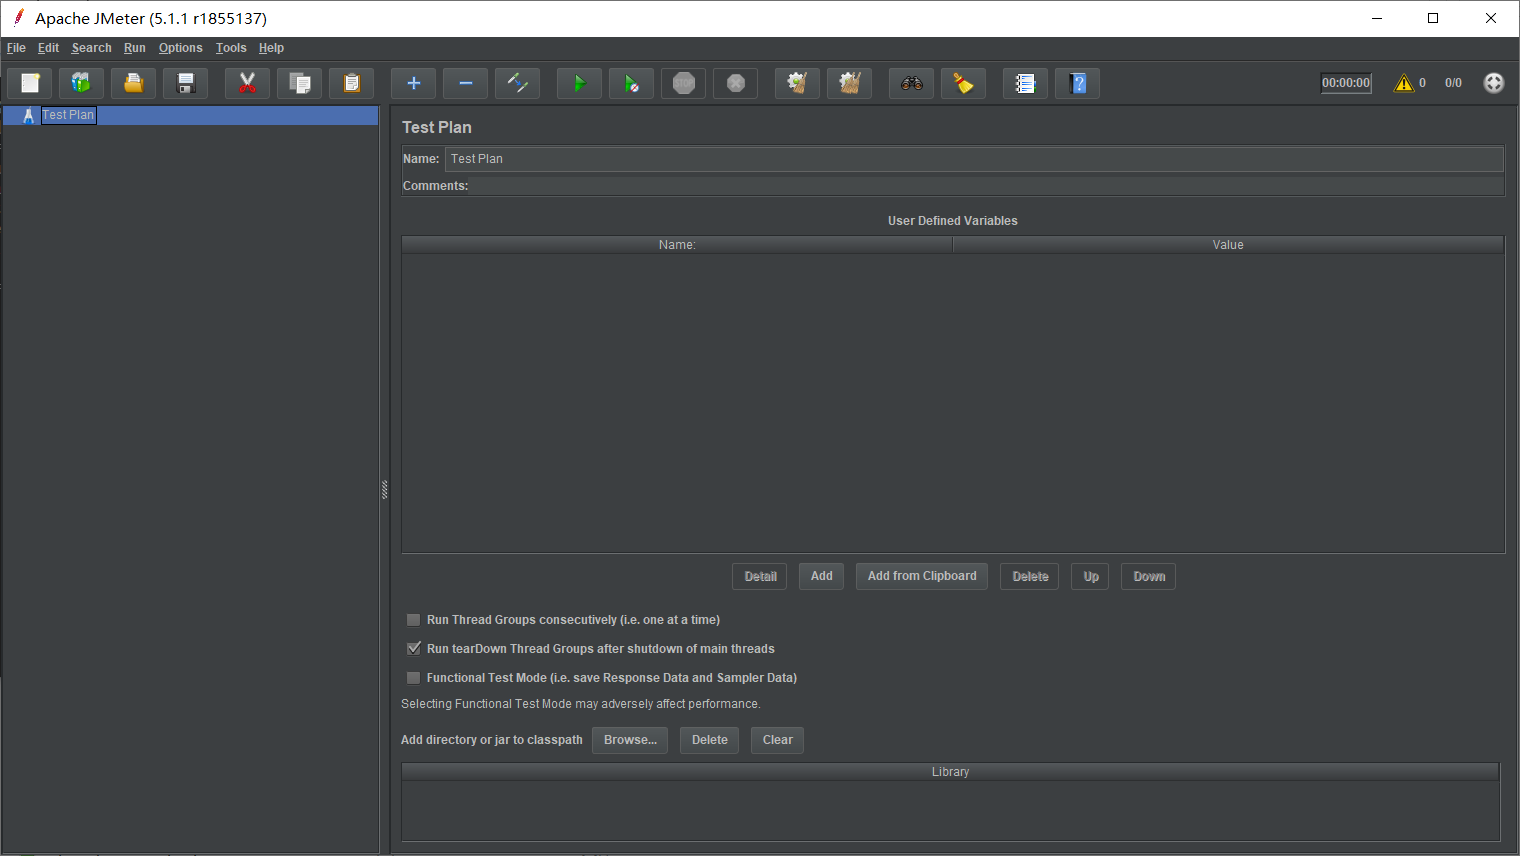 Apache JMeter (5.1.1 r1855137)
File Edit Search Run Options Tools Help
STOP
00:00:00
0
0/0
?
Test Plan
Test Plan
Name: Test Plan
Comments:
User Defined Variables
Name: Value
Detail Add Add from Clipboard Delete Up Down
Run Thread Groups consecutively (i.e. one at a time)
Run tearDown Thread Groups after shutdown of main threads
Functional Test Mode (i.e. save Response Data and Sampler Data)
Selecting Functional Test Mode may adversely affect performance.
Add directory or jar to classpath Browse... Delete Clear
Library